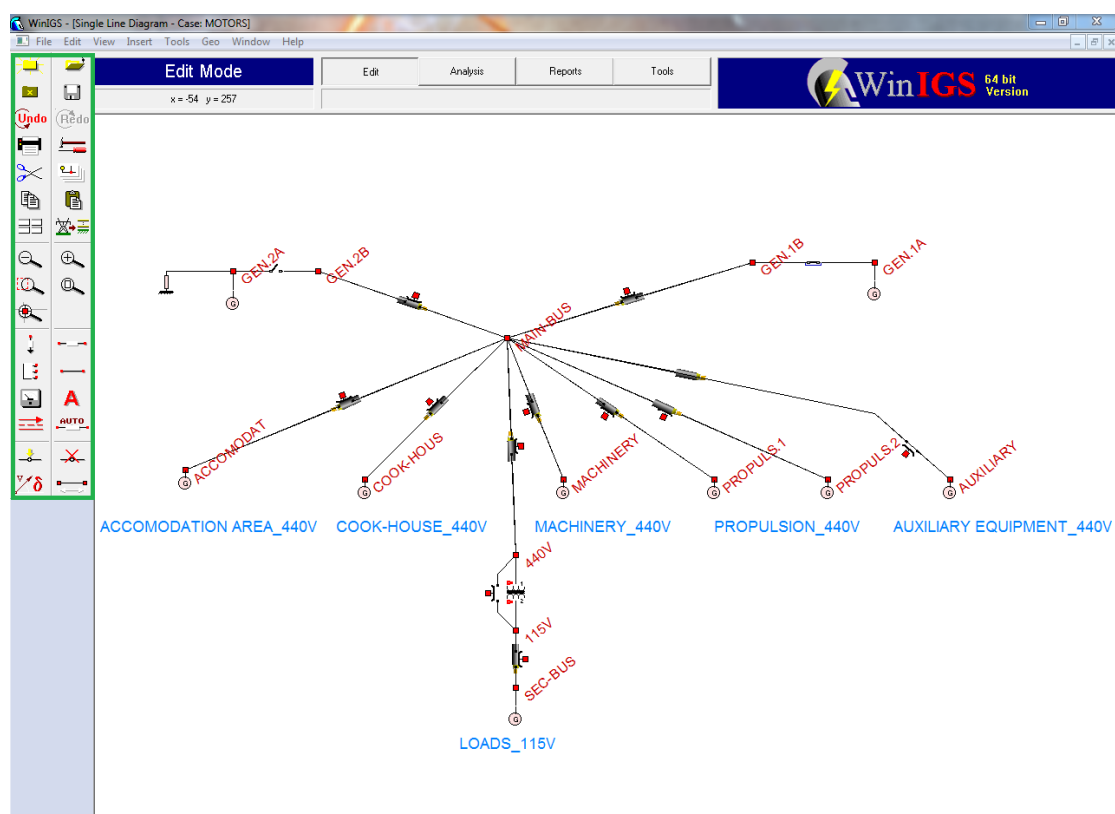 WinIGS - [Single Line Diagram - Case: MOTORS]
File Edit View Insert Tools Geo Window Help
Edit Mode
x = -54 y = 257
Edit Analysis Reports Tools
WinIGS 64 bit Version
Undo Redo
A
AUTO
δ
GEN.2A
GEN.2B
GEN.1B
GEN.1A
G
G
MAIN-BUS
ACCOMODAT
COOK-HOUS
MACHINERY
PROPULS.1
PROPULS.2
AUXILIARY
G
G
G
G
G
G
ACCOMODATION AREA_440V
COOK-HOUSE_440V
MACHINERY_440V
PROPULSION_440V
AUXILIARY EQUIPMENT_440V
440V
1
2
115V
SEC-BUS
G
LOADS_115V